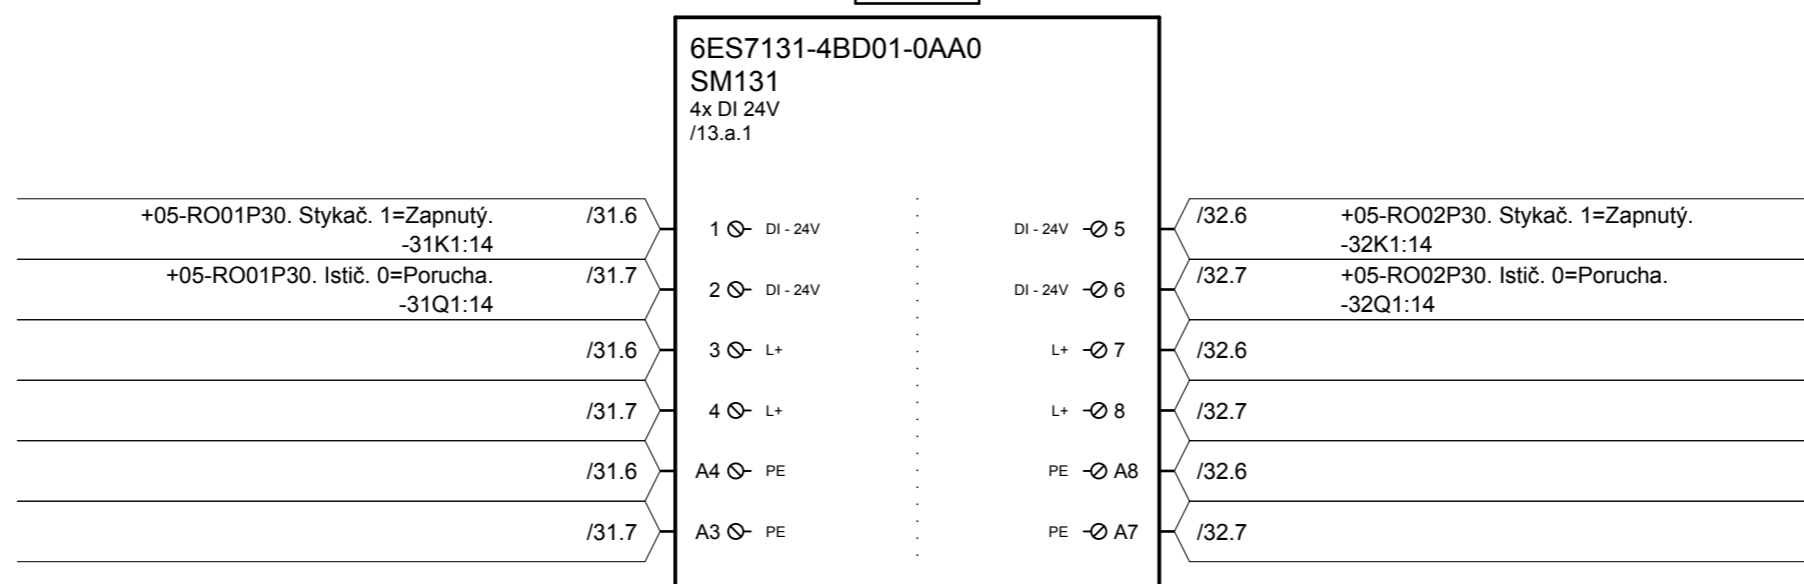 6ES7131-4BD01-0AA0
SM131
4x DI 24V
/13.a.1
+05-RO01P30. Stykač. 1=Zapnutý. /31.6 1 DI - 24V DI - 24V 5 /32.6 +05-RO02P30. Stykač. 1=Zapnutý.
-31K1:14 -32K1:14
+05-RO01P30. Istič. 0=Porucha. /31.7 2 DI - 24V DI - 24V 6 /32.7 +05-RO02P30. Istič. 0=Porucha.
-31Q1:14 -32Q1:14
/31.6 3 L+ L+ 7 /32.6
/31.7 4 L+ L+ 8 /32.7
/31.6 A4 PE PE A8 /32.6
/31.7 A3 PE PE A7 /32.7